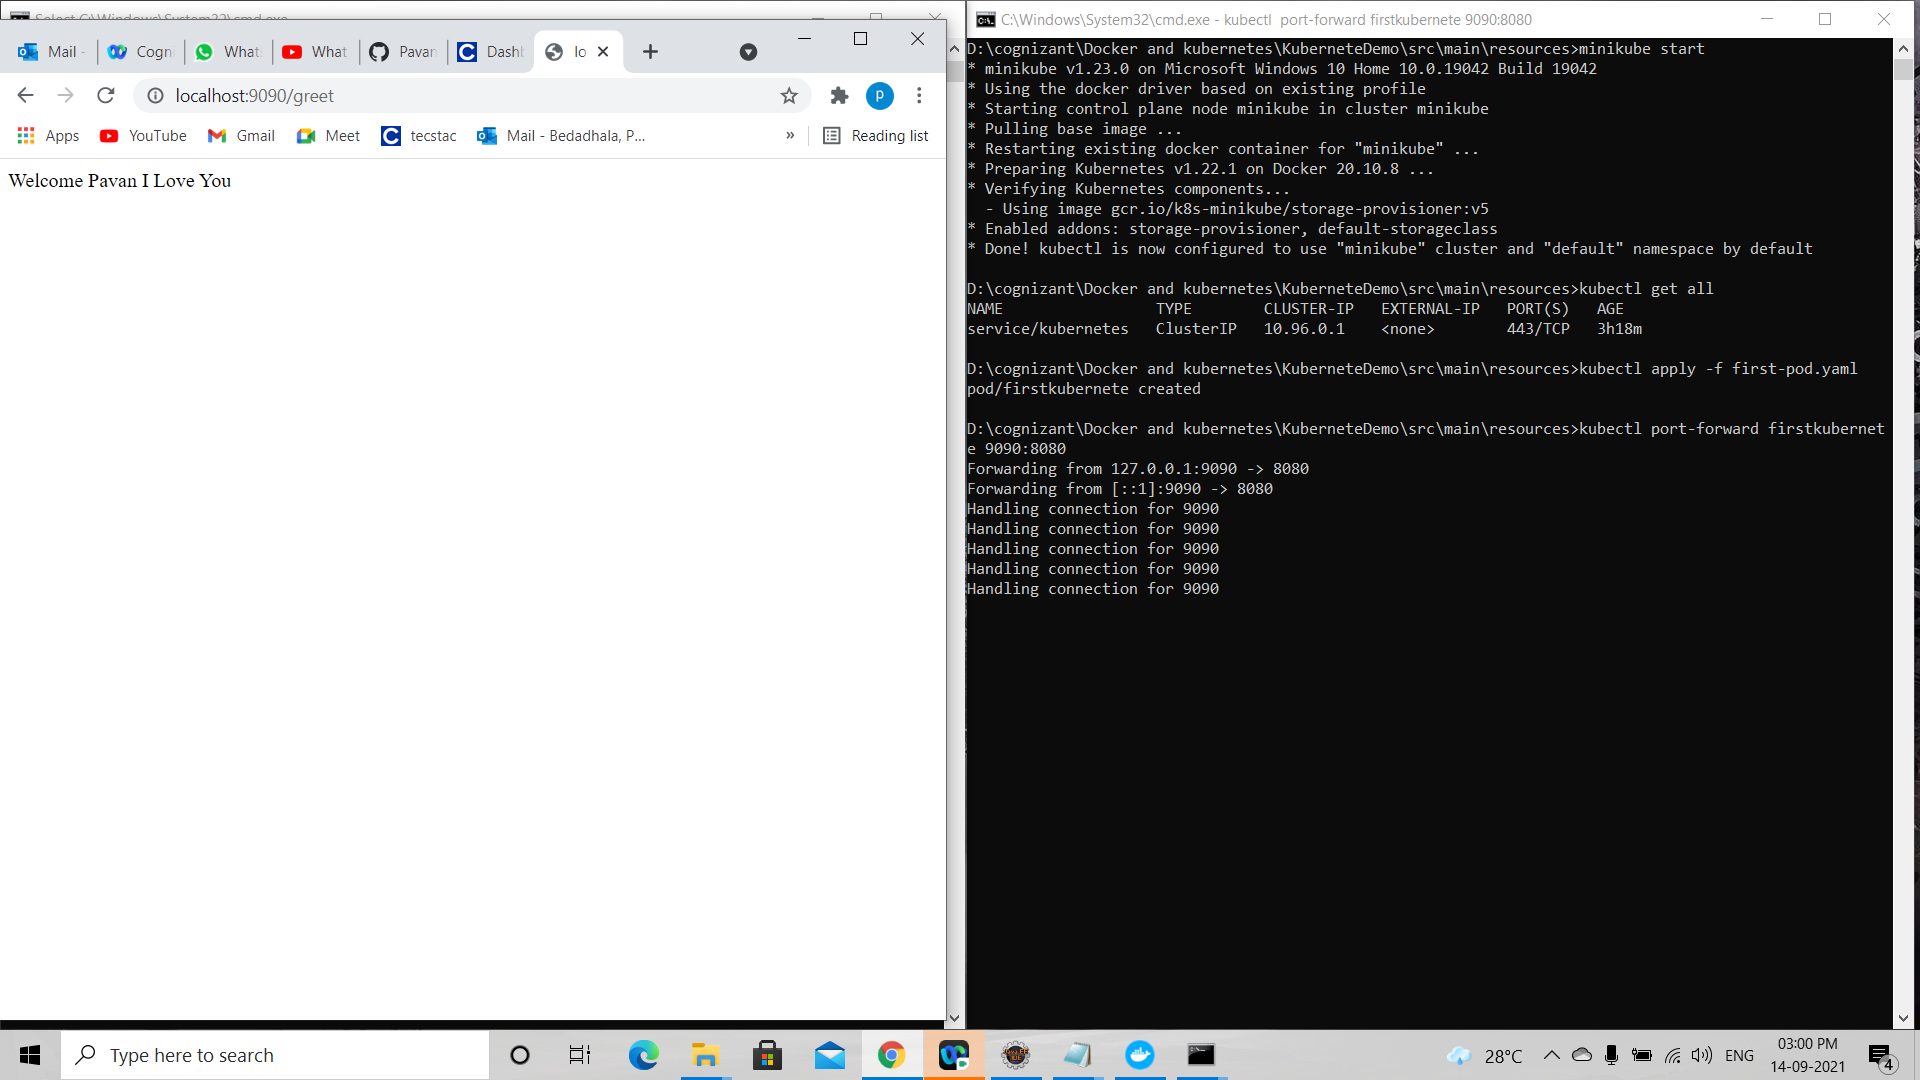 Select C:\Windows\System32\cmd.exe
Mail -
Cogni
What
What
Pavan
Dashb
lo
localhost:9090/greet
P
Apps
YouTube
Gmail
Meet
tecstac
Mail - Bedadhala, P...
»
Reading list
Welcome Pavan I Love You
C:\Windows\System32\cmd.exe - kubectl  port-forward firstkubernete 9090:8080
D:\cognizant\Docker and kubernetes\KuberneteDemo\src\main\resources>minikube start
* minikube v1.23.0 on Microsoft Windows 10 Home 10.0.19042 Build 19042
* Using the docker driver based on existing profile
* Starting control plane node minikube in cluster minikube
* Pulling base image ...
* Restarting existing docker container for "minikube" ...
* Preparing Kubernetes v1.22.1 on Docker 20.10.8 ...
* Verifying Kubernetes components...
  - Using image gcr.io/k8s-minikube/storage-provisioner:v5
* Enabled addons: storage-provisioner, default-storageclass
* Done! kubectl is now configured to use "minikube" cluster and "default" namespace by default
D:\cognizant\Docker and kubernetes\KuberneteDemo\src\main\resources>kubectl get all
NAME                 TYPE        CLUSTER-IP   EXTERNAL-IP   PORT(S)   AGE
service/kubernetes   ClusterIP   10.96.0.1    <none>        443/TCP   3h18m
D:\cognizant\Docker and kubernetes\KuberneteDemo\src\main\resources>kubectl apply -f first-pod.yaml
pod/firstkubernete created
D:\cognizant\Docker and kubernetes\KuberneteDemo\src\main\resources>kubectl port-forward firstkubernet
e 9090:8080
Forwarding from 127.0.0.1:9090 -> 8080
Forwarding from [::1]:9090 -> 8080
Handling connection for 9090
Handling connection for 9090
Handling connection for 9090
Handling connection for 9090
Handling connection for 9090
Type here to search
28°C
ENG
03:00 PM
14-09-2021
4